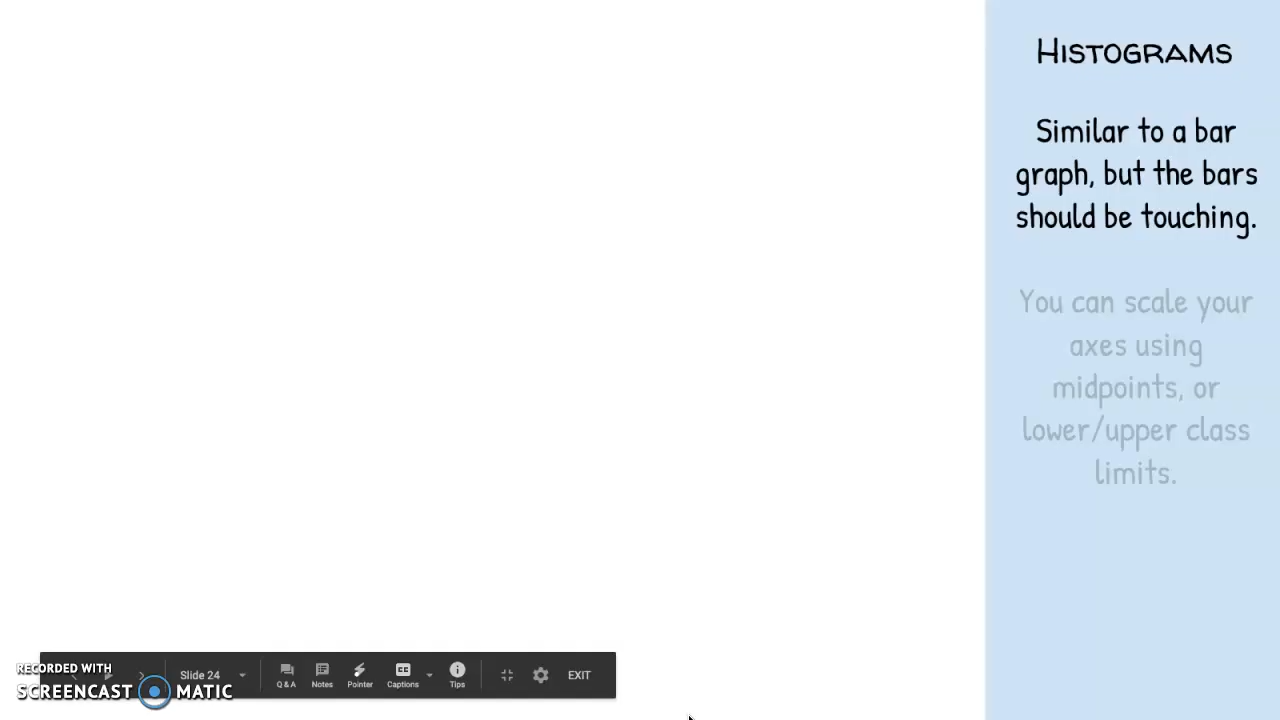 HISTOGRAMS
Similar to a bar
graph, but the bars
should be touching.
You can scale your
axes using
midpoints, or
lower/upper class
limits.
RECORDED WITH
SCREENCAST MATIC
Slide 24
Q & A
Notes
Pointer
CC
Captions
Tips
EXIT